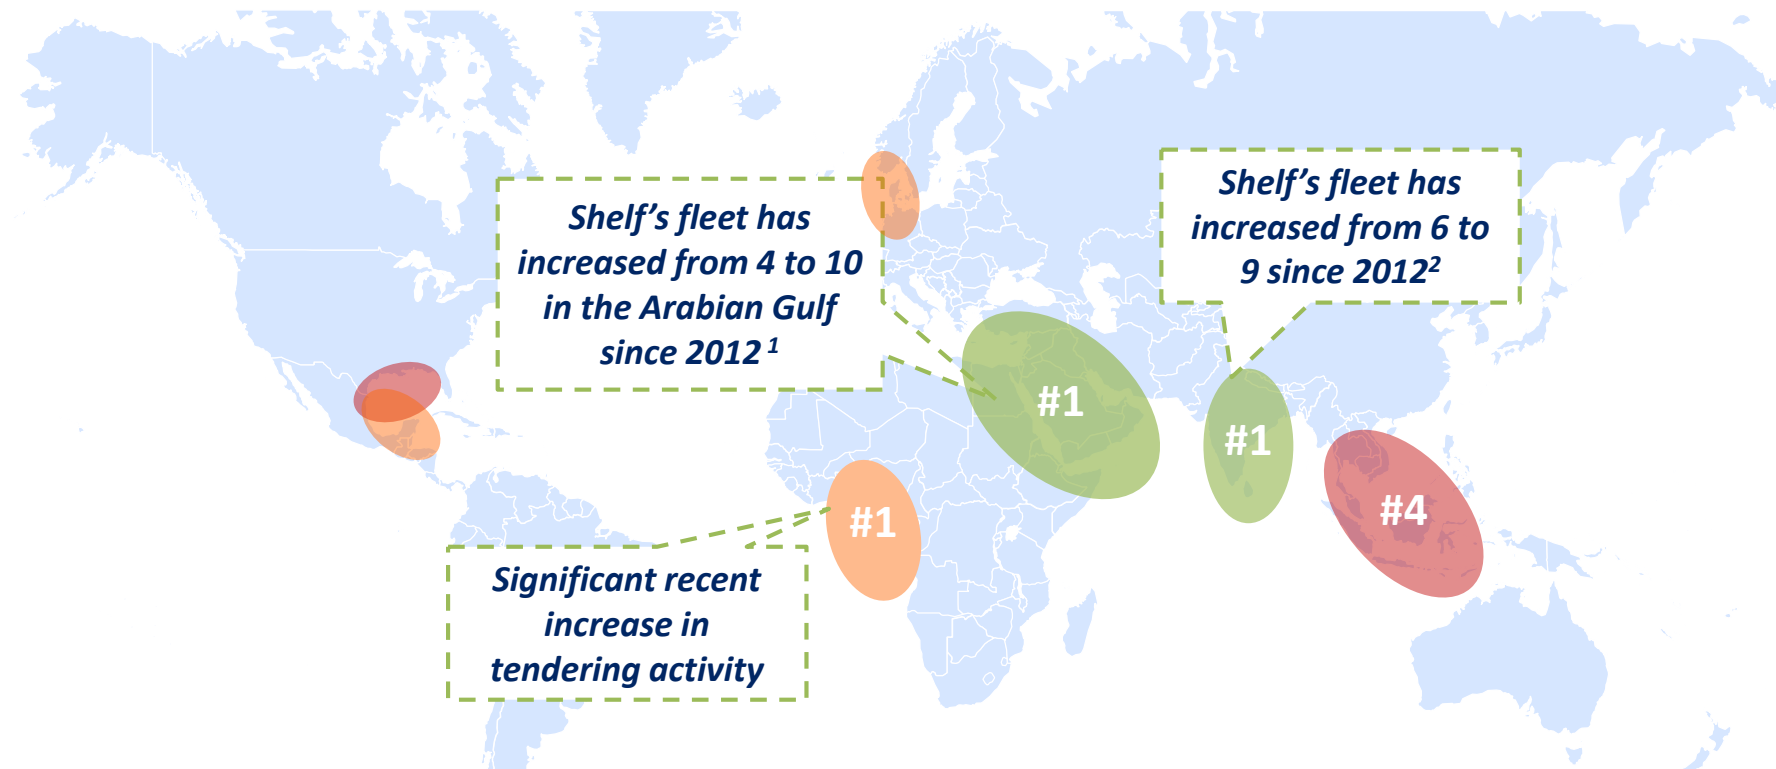 Shelf’s fleet has
increased from 4 to 10
in the Arabian Gulf
since 2012 1
Shelf’s fleet has
increased from 6 to
9 since 20122
#1
#1
#4
#1
Significant recent
increase in
tendering activity